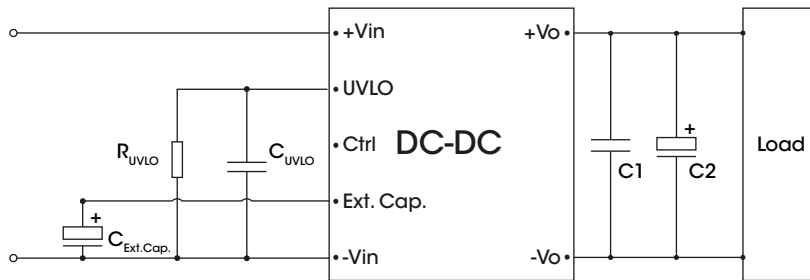 +Vin
+Vo
UVLO
R_UVLO
C_UVLO
Ctrl
DC-DC
+
C1
C2
Load
Ext. Cap.
+
C_Ext.Cap.
-Vin
-Vo